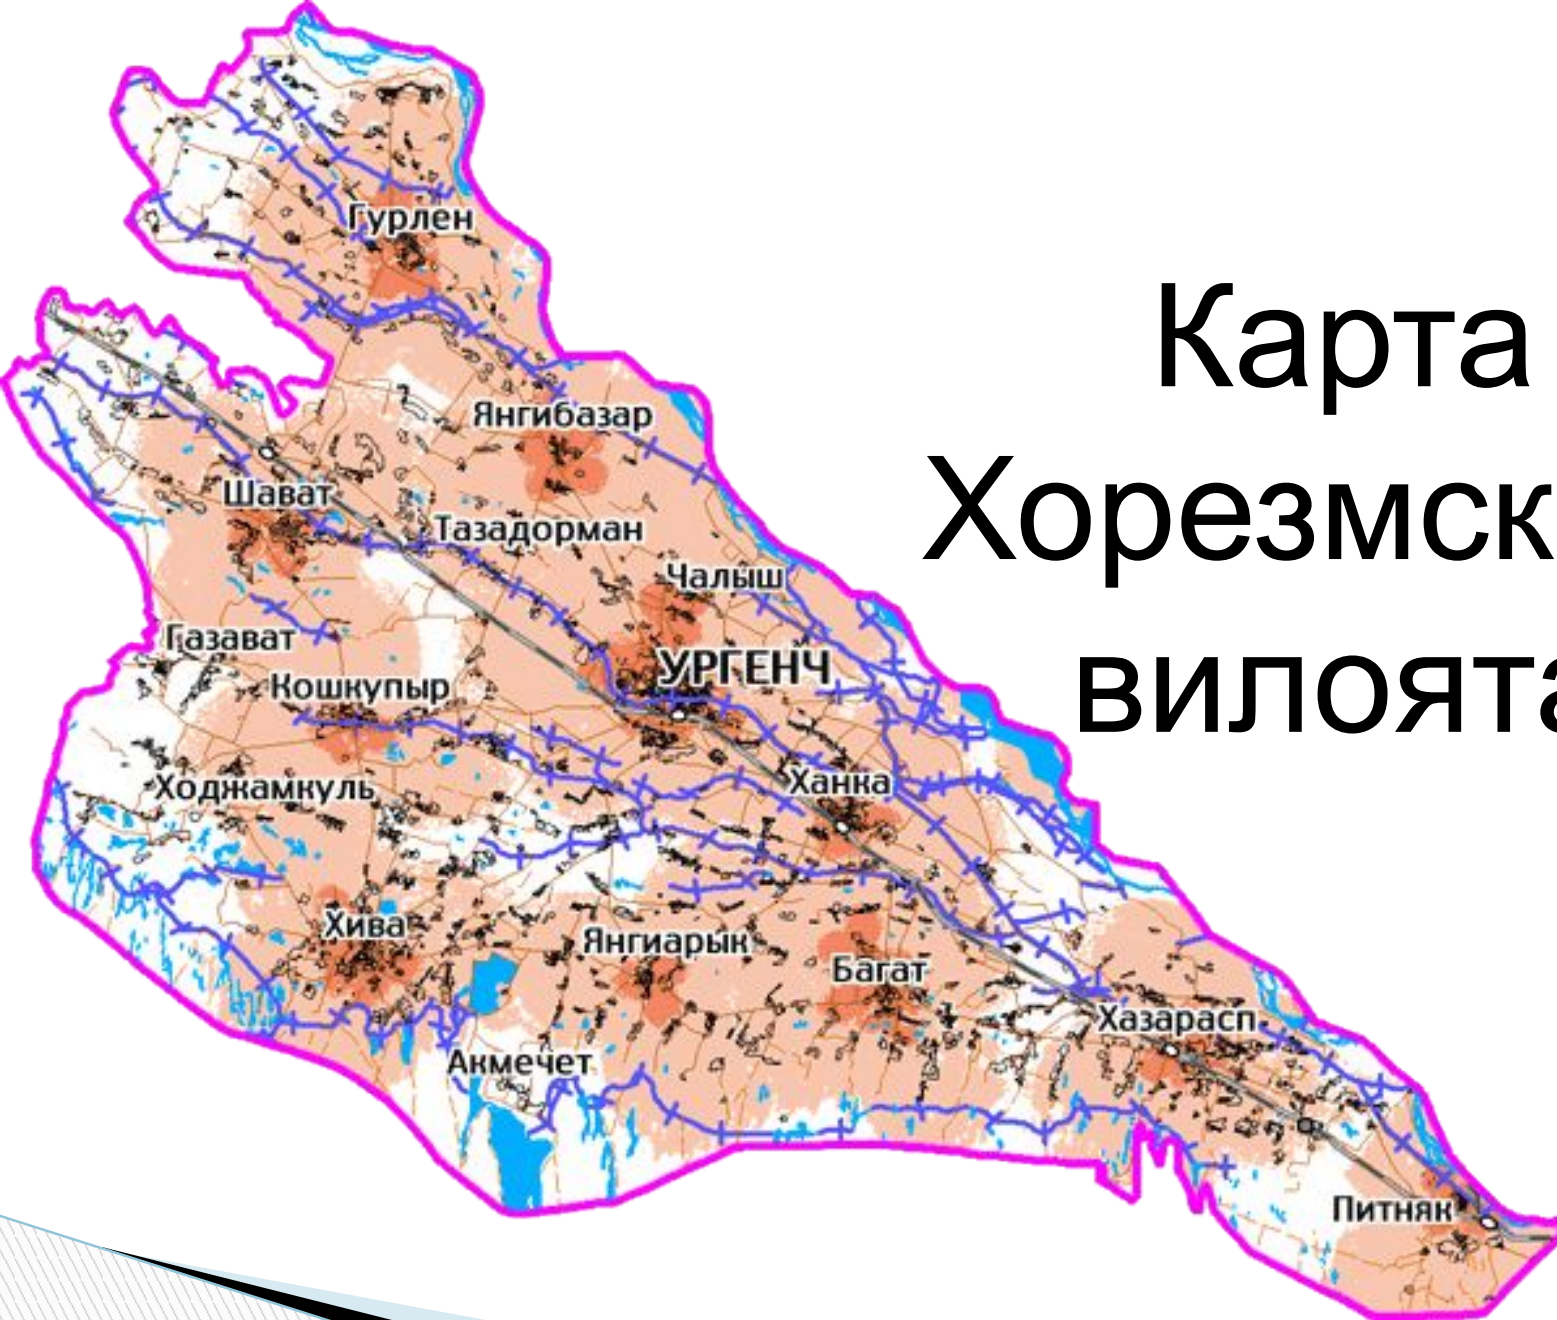 Гурлен
Янгибазар
Шават
Тазадорман
Чалыш
Газават
УРГЕНЧ
Кошкупыр
Ханка
Ходжамкуль
Хива
Янгиарык
Багат
Хазарасп
Акмечет
Питняк
Карта
Хорезмск
вилоята